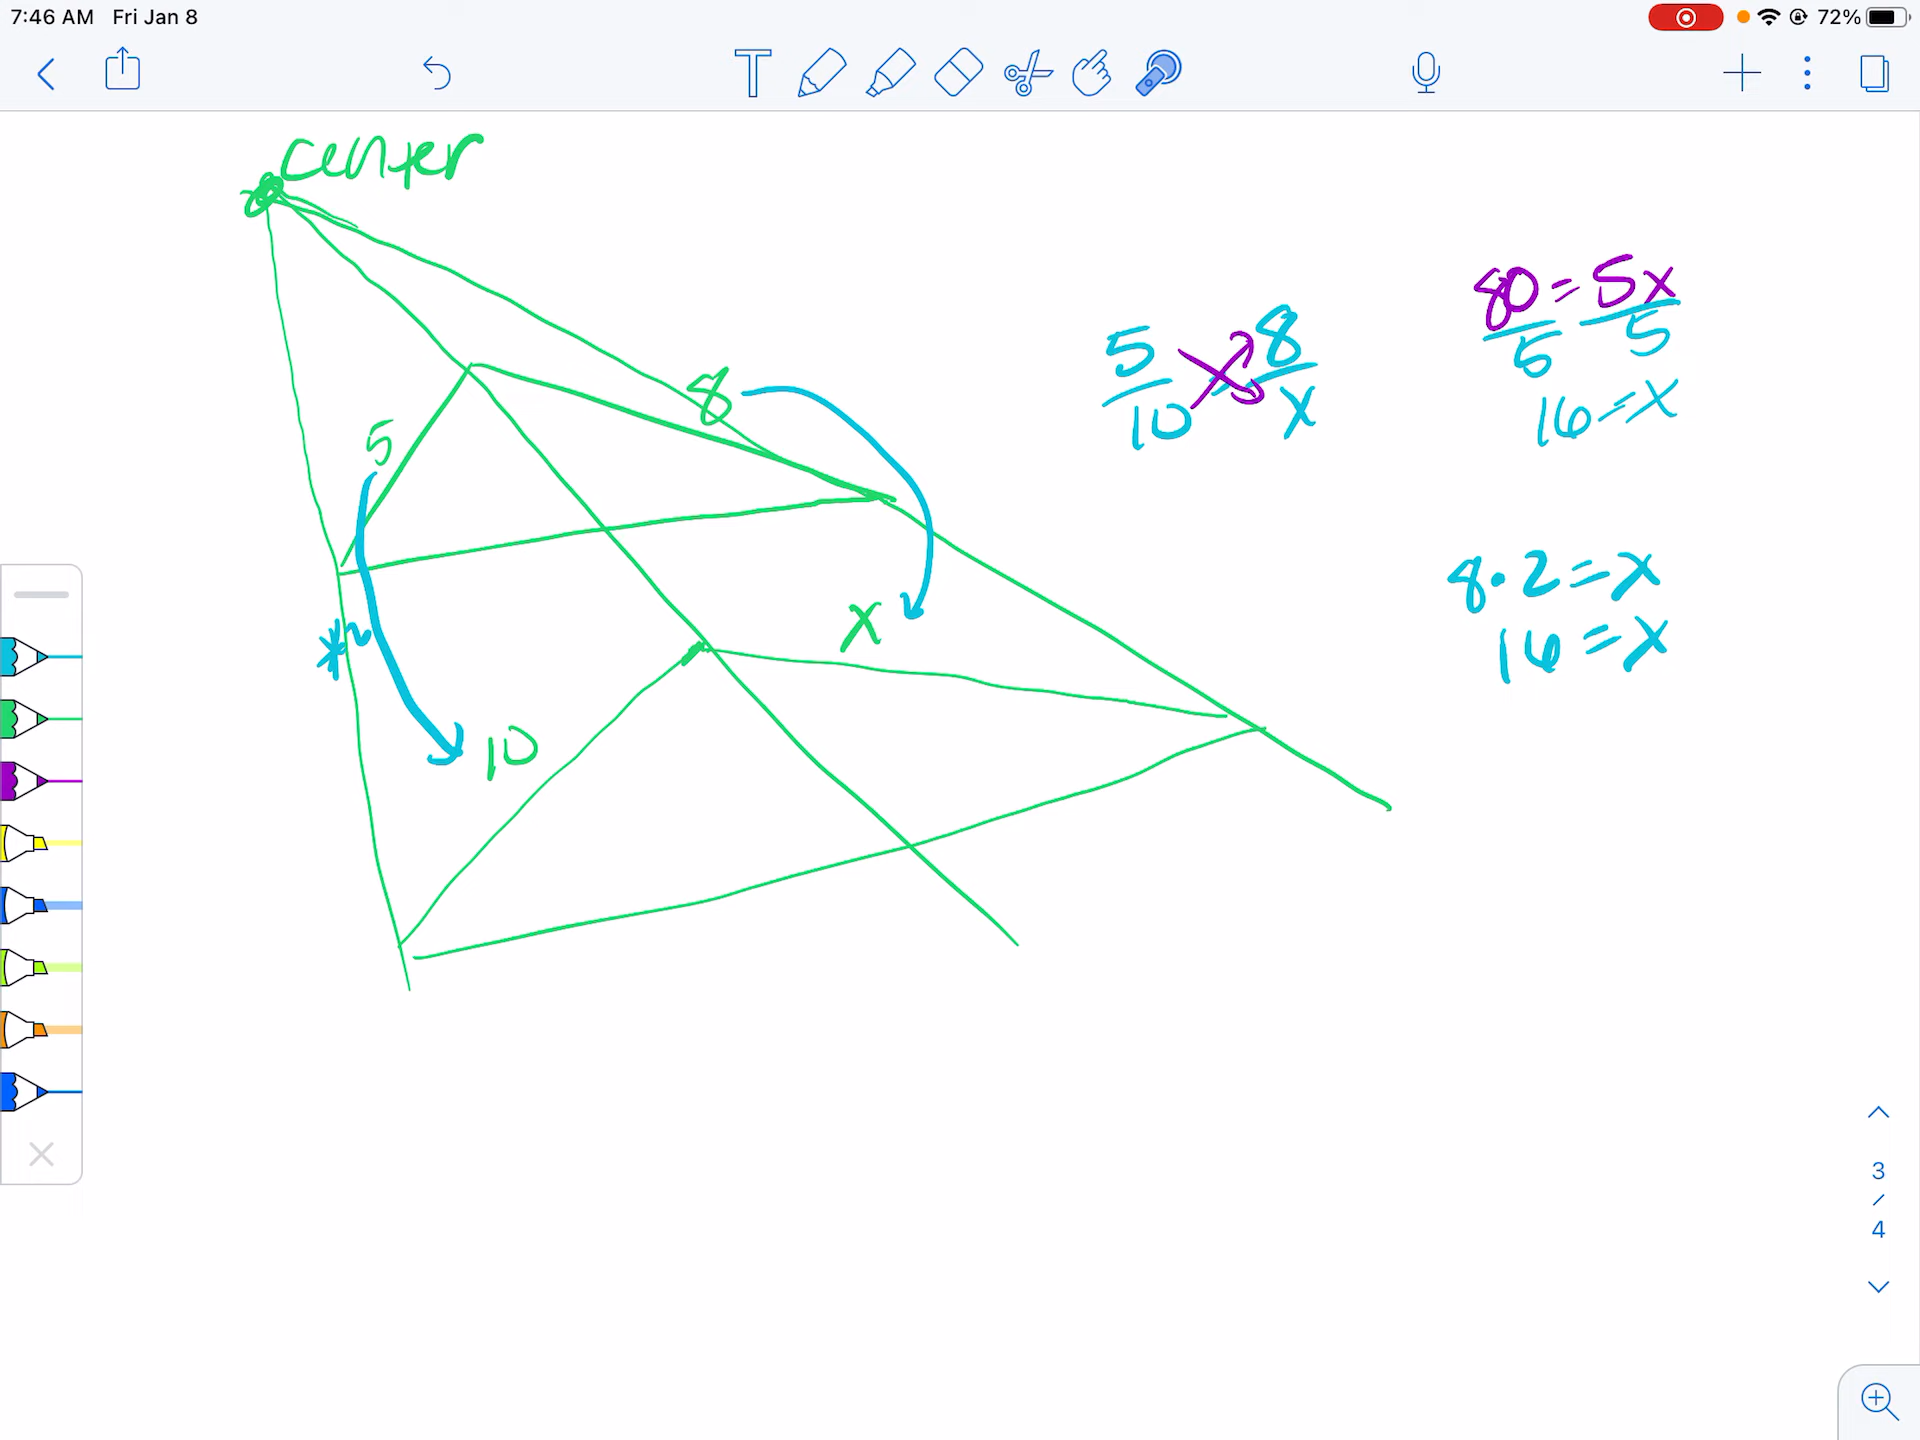 7:46 AM Fri Jan 8
72%
T
center
80 = 5x
5 5
16 = x
5 8
10 x
8
5
8 · 2 = x
16 = x
x
*2
10
3
/
4